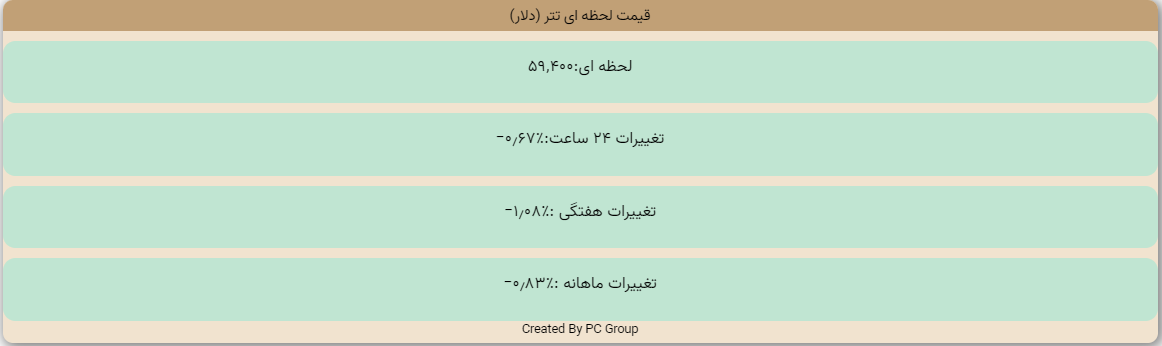 قیمت لحظه ای تتر (دلار)
لحظه ای:۵۹,۴۰۰
تغییرات ۲۴ ساعت:٪۰٫۶۷−
تغییرات هفتگی :٪۱٫۰۸−
تغییرات ماهانه :٪۰٫۸۳−
Created By PC Group